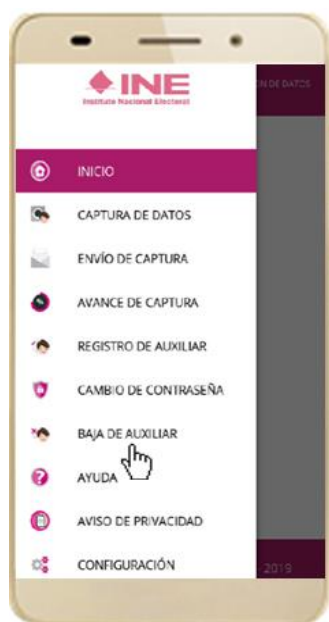 INE
Instituto Nacional Electoral
N DE DATOS
INICIO
CAPTURA DE DATOS
ENVÍO DE CAPTURA
AVANCE DE CAPTURA
REGISTRO DE AUXILIAR
CAMBIO DE CONTRASEÑA
BAJA DE AUXILIAR
AYUDA
AVISO DE PRIVACIDAD
CONFIGURACIÓN
2019